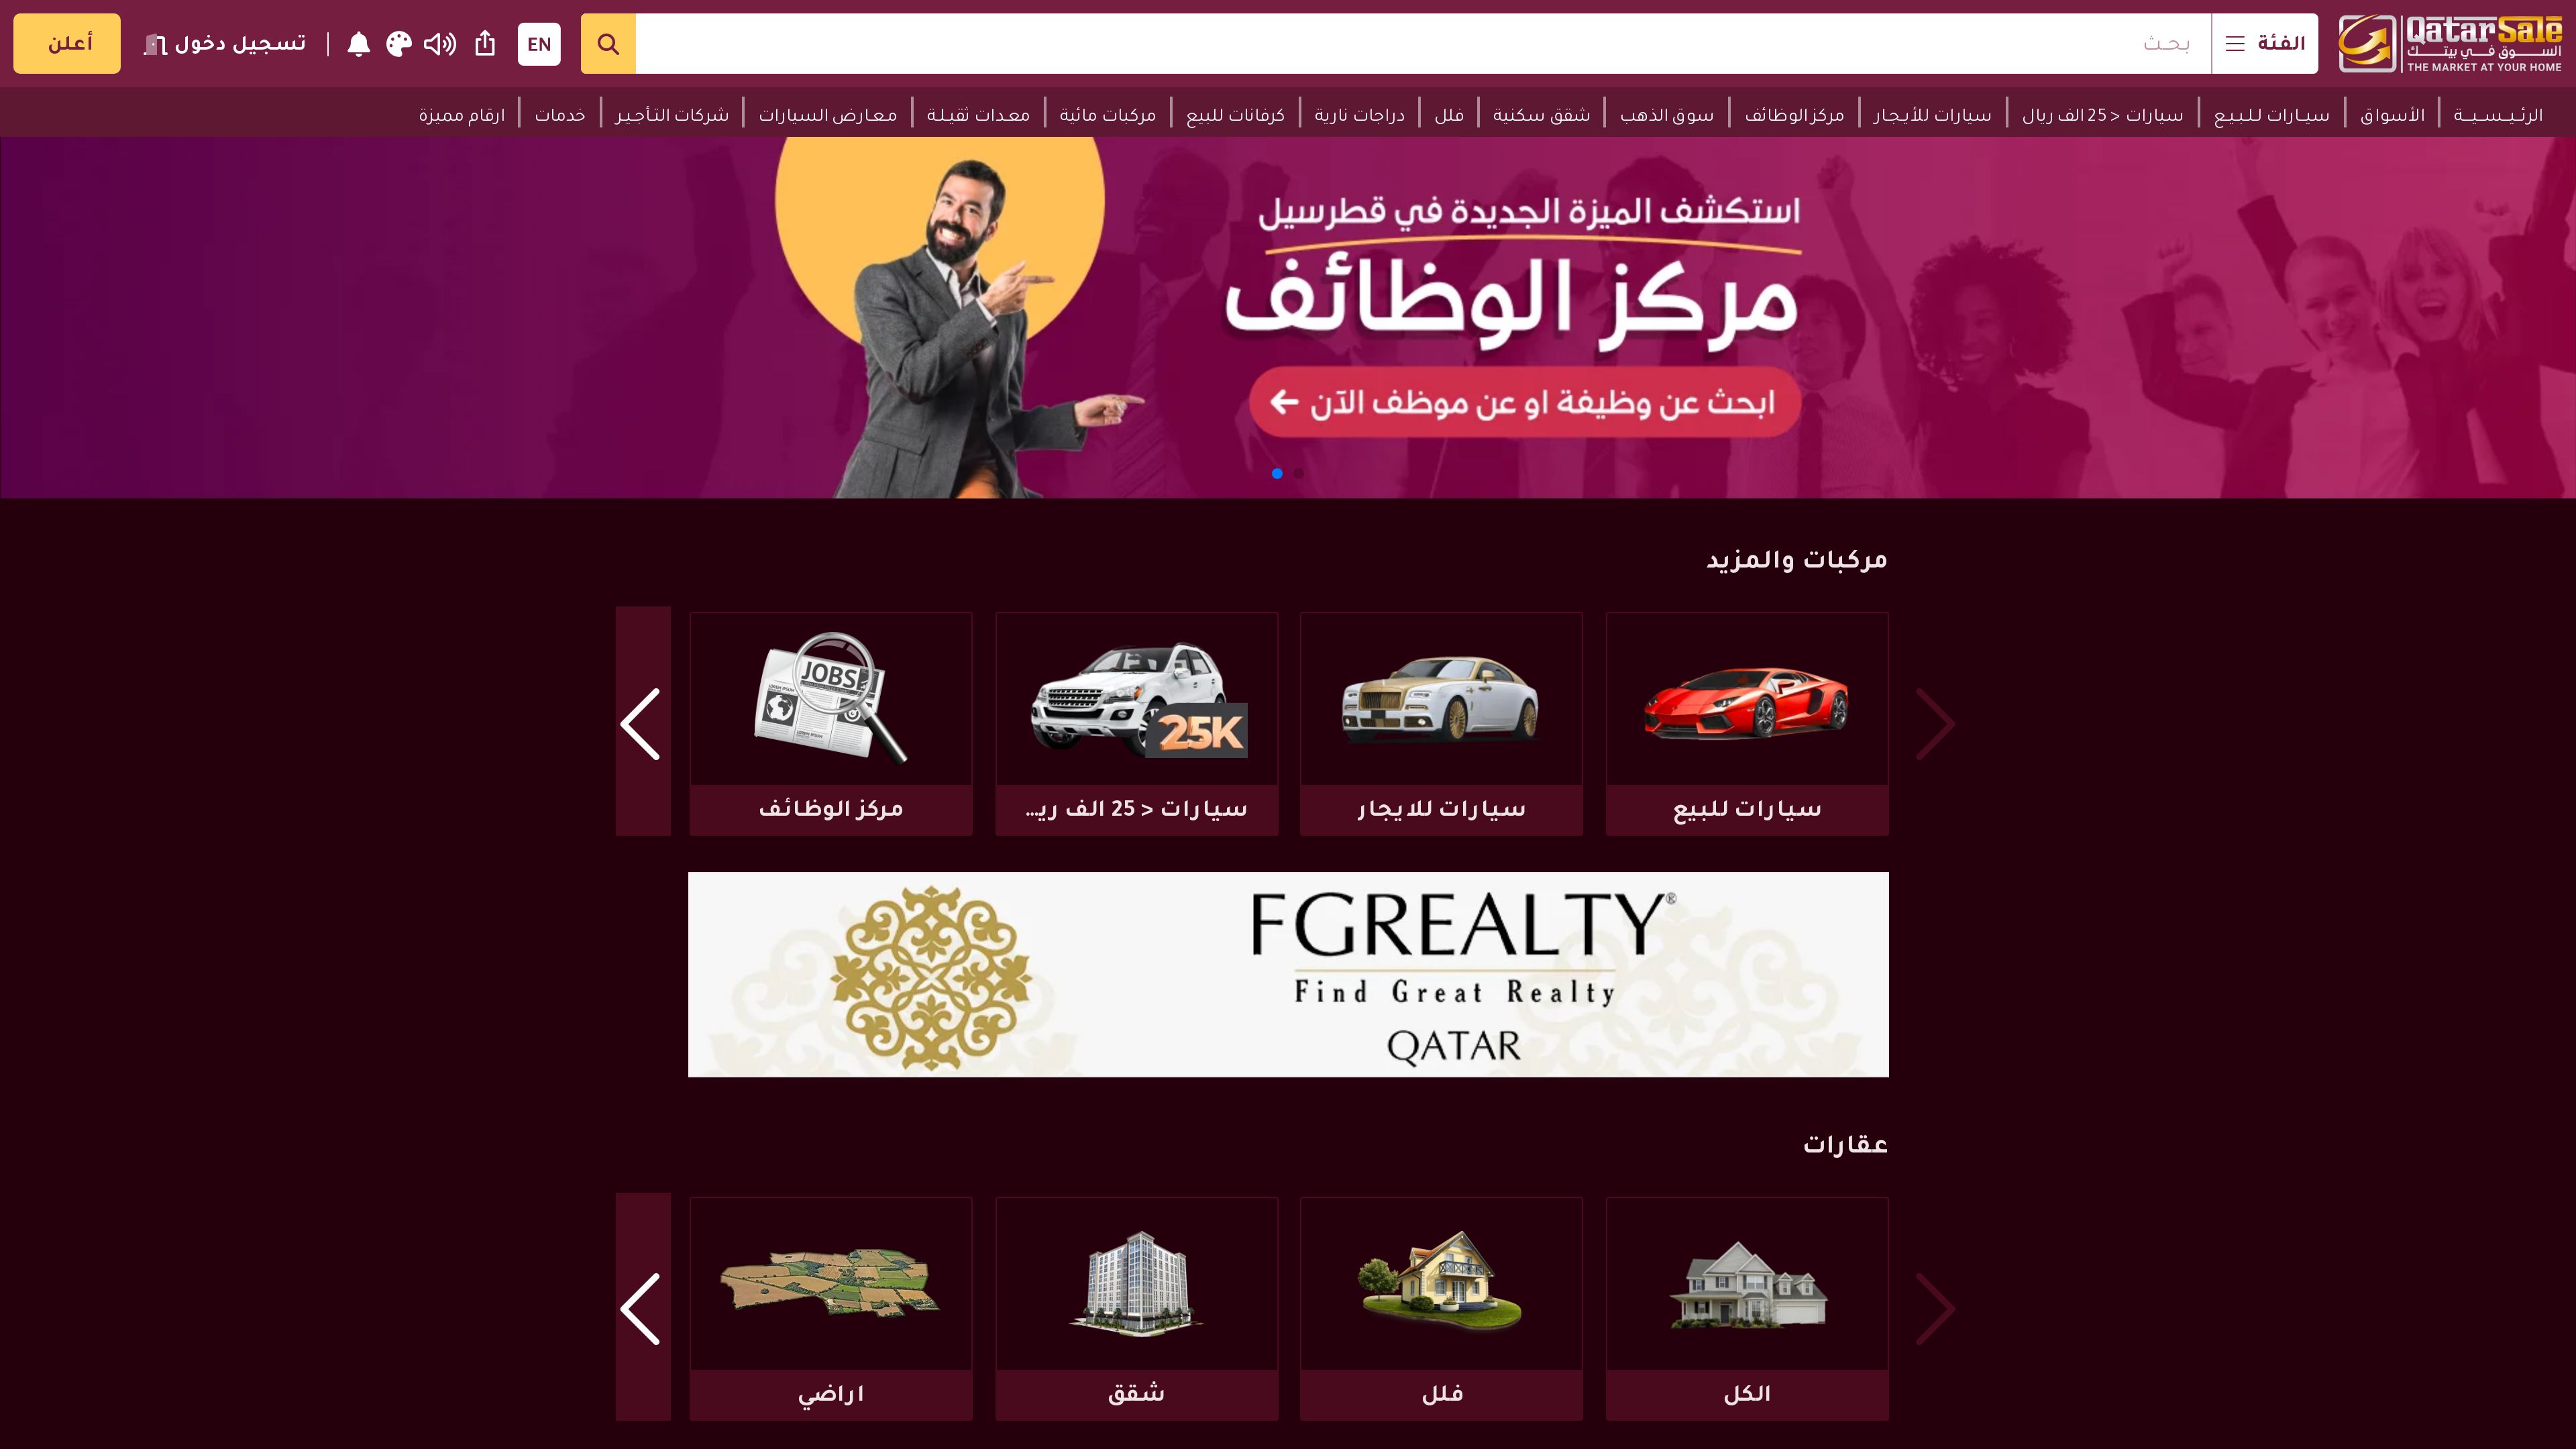 QatarSale
السـوق فـي بيتـك
THE MARKET AT YOUR HOME
الفئة
بحث
EN
تسجيل دخول
أعلن
الرئيسية
الأسواق
سيارات للبيع
سيارات < 25 الف ريال
سيارات للأيجار
مركز الوظائف
سوق الذهب
شقق سكنية
فلل
دراجات نارية
كرفانات للبيع
مركبات مائية
معدات ثقيلة
معارض السيارات
شركات التأجير
خدمات
ارقام مميزة
استكشف الميزة الجديدة في قطرسيل
مركز الوظائف
ابحث عن وظيفة او عن موظف الآن
مركبات والمزيد
25K
JOBS
سيارات للبيع
سيارات للايجار
سيارات < 25 الف ري...
مركز الوظائف
FGREALTY®
Find Great Realty
QATAR
عقارات
الكل
فلل
شقق
اراضي